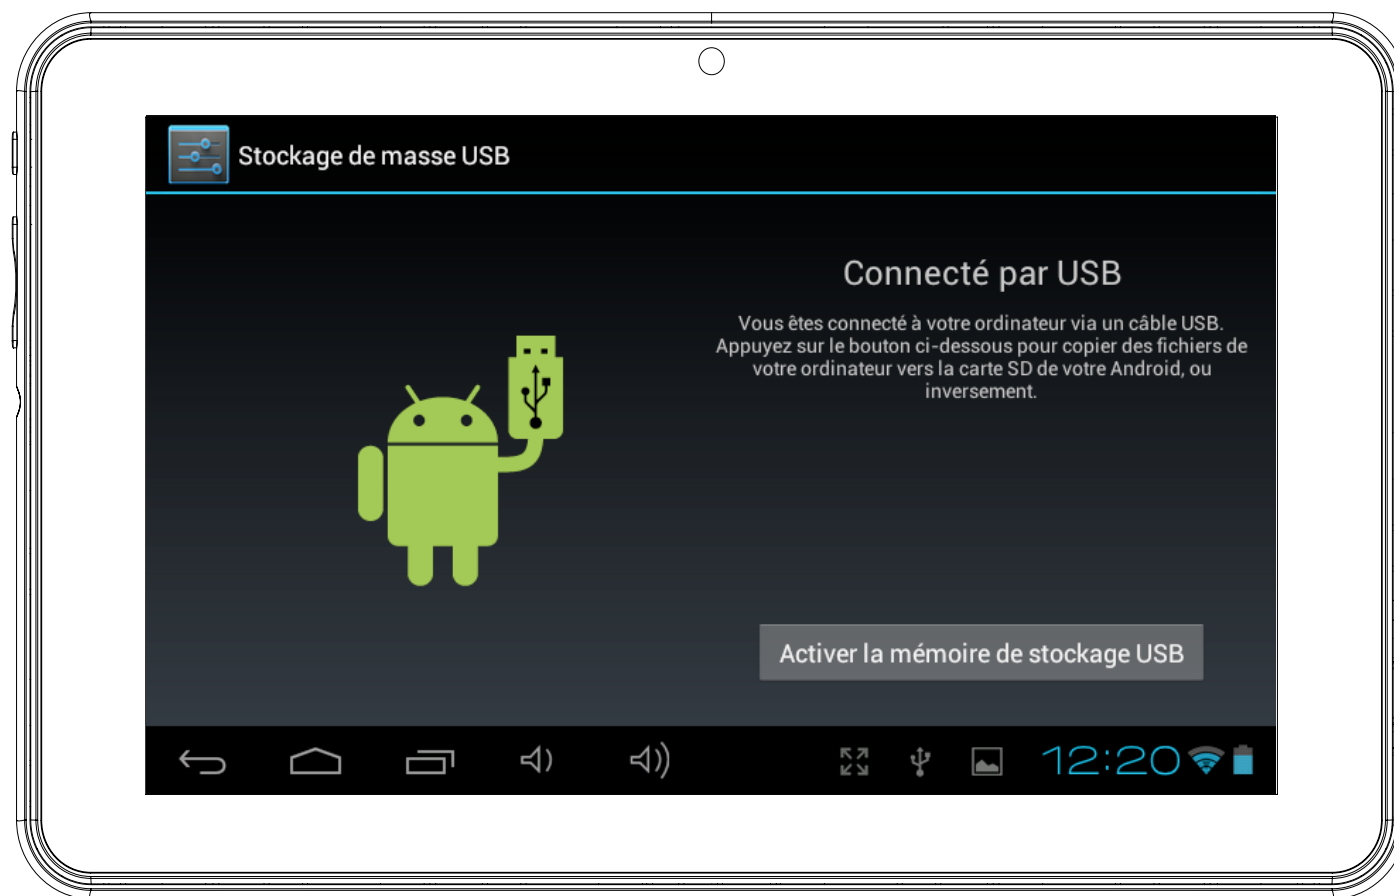 Stockage de masse USB
Connecté par USB
Vous êtes connecté à votre ordinateur via un câble USB.
Appuyez sur le bouton ci-dessous pour copier des fichiers de
votre ordinateur vers la carte SD de votre Android, ou
inversement.
Activer la mémoire de stockage USB
12:20